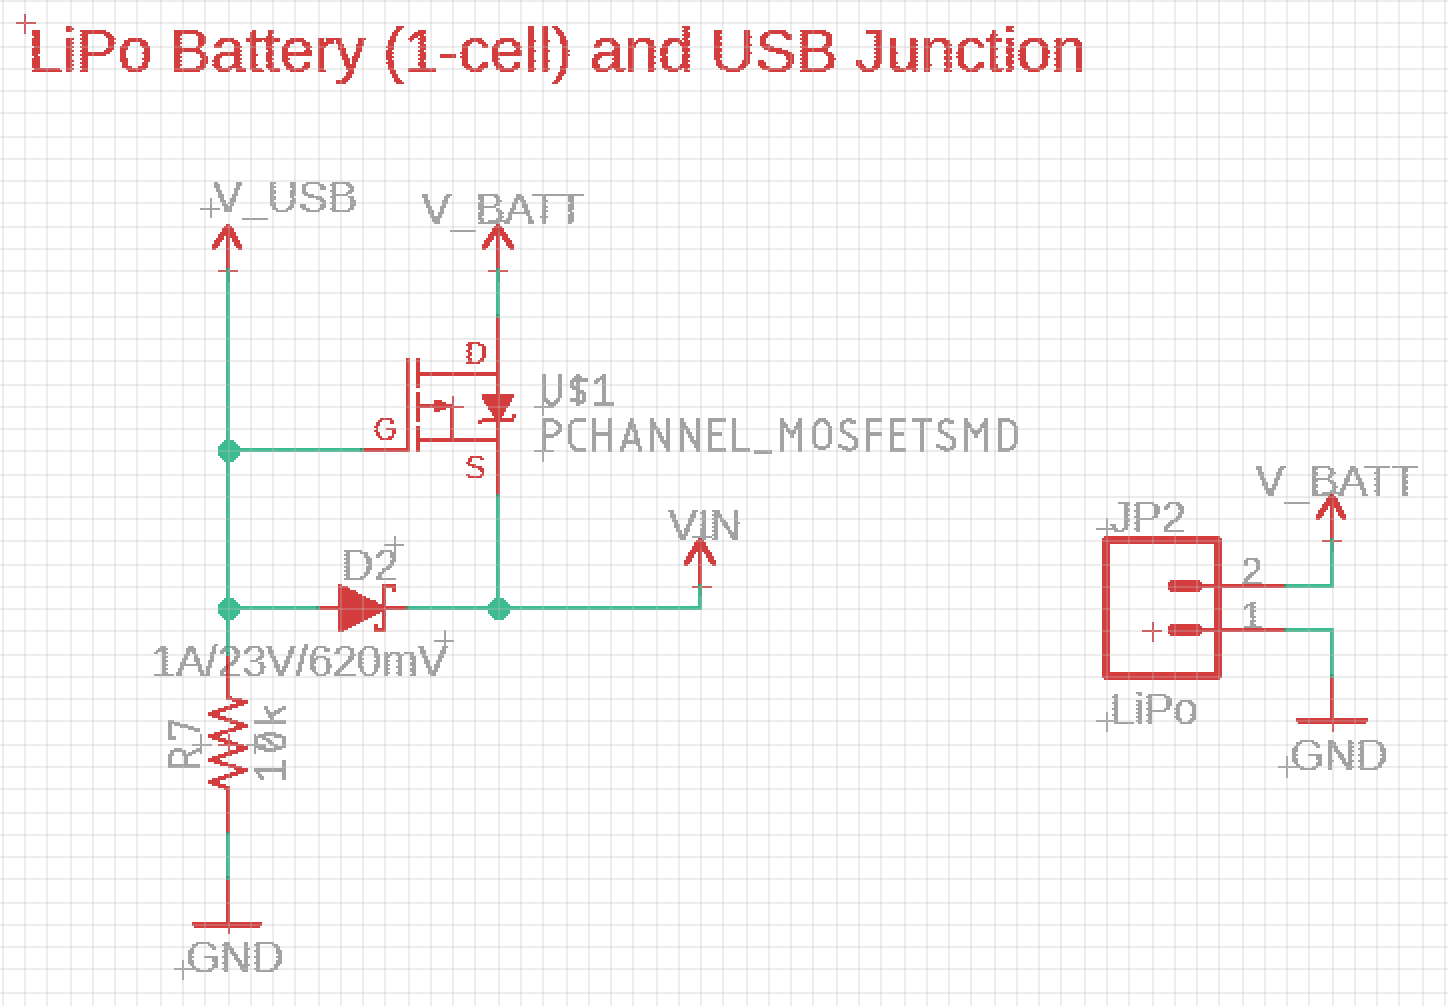 LiPo Battery (1-cell) and USB Junction
V_USB
V_BATT
D
U$1
G
PCHANNEL_MOSFETSMD
S
VIN
D2
1A/23V/620mV
R7
10k
GND
V_BATT
JP2
2
1
LiPo
GND